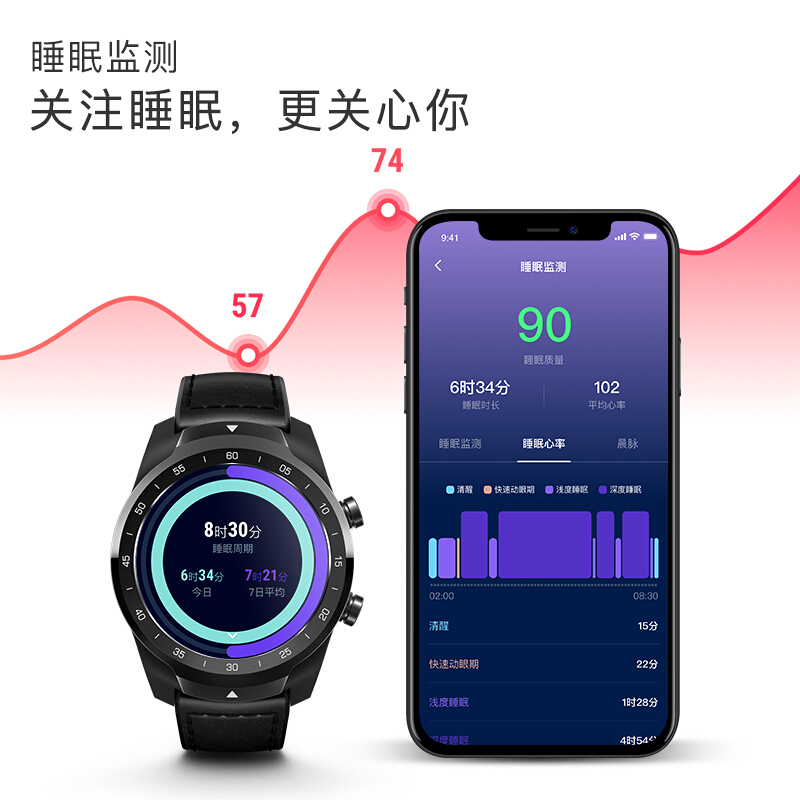 睡眠监测
关注睡眠，更关心你
74
57
9:41
睡眠监测
90
睡眠质量
6时34分 102
睡眠时长 平均心率
睡眠监测 睡眠心率 晨脉
清醒 快速动眼期 浅度睡眠 深度睡眠
02:00 08:30
清醒 15分
快速动眼期 22分
浅度睡眠 1时28分
深度睡眠 4时54分
60
05
10
15
20
25
30
35
40
45
50
55
8时30分
睡眠周期
6时34分 7时21分
今日 7日平均